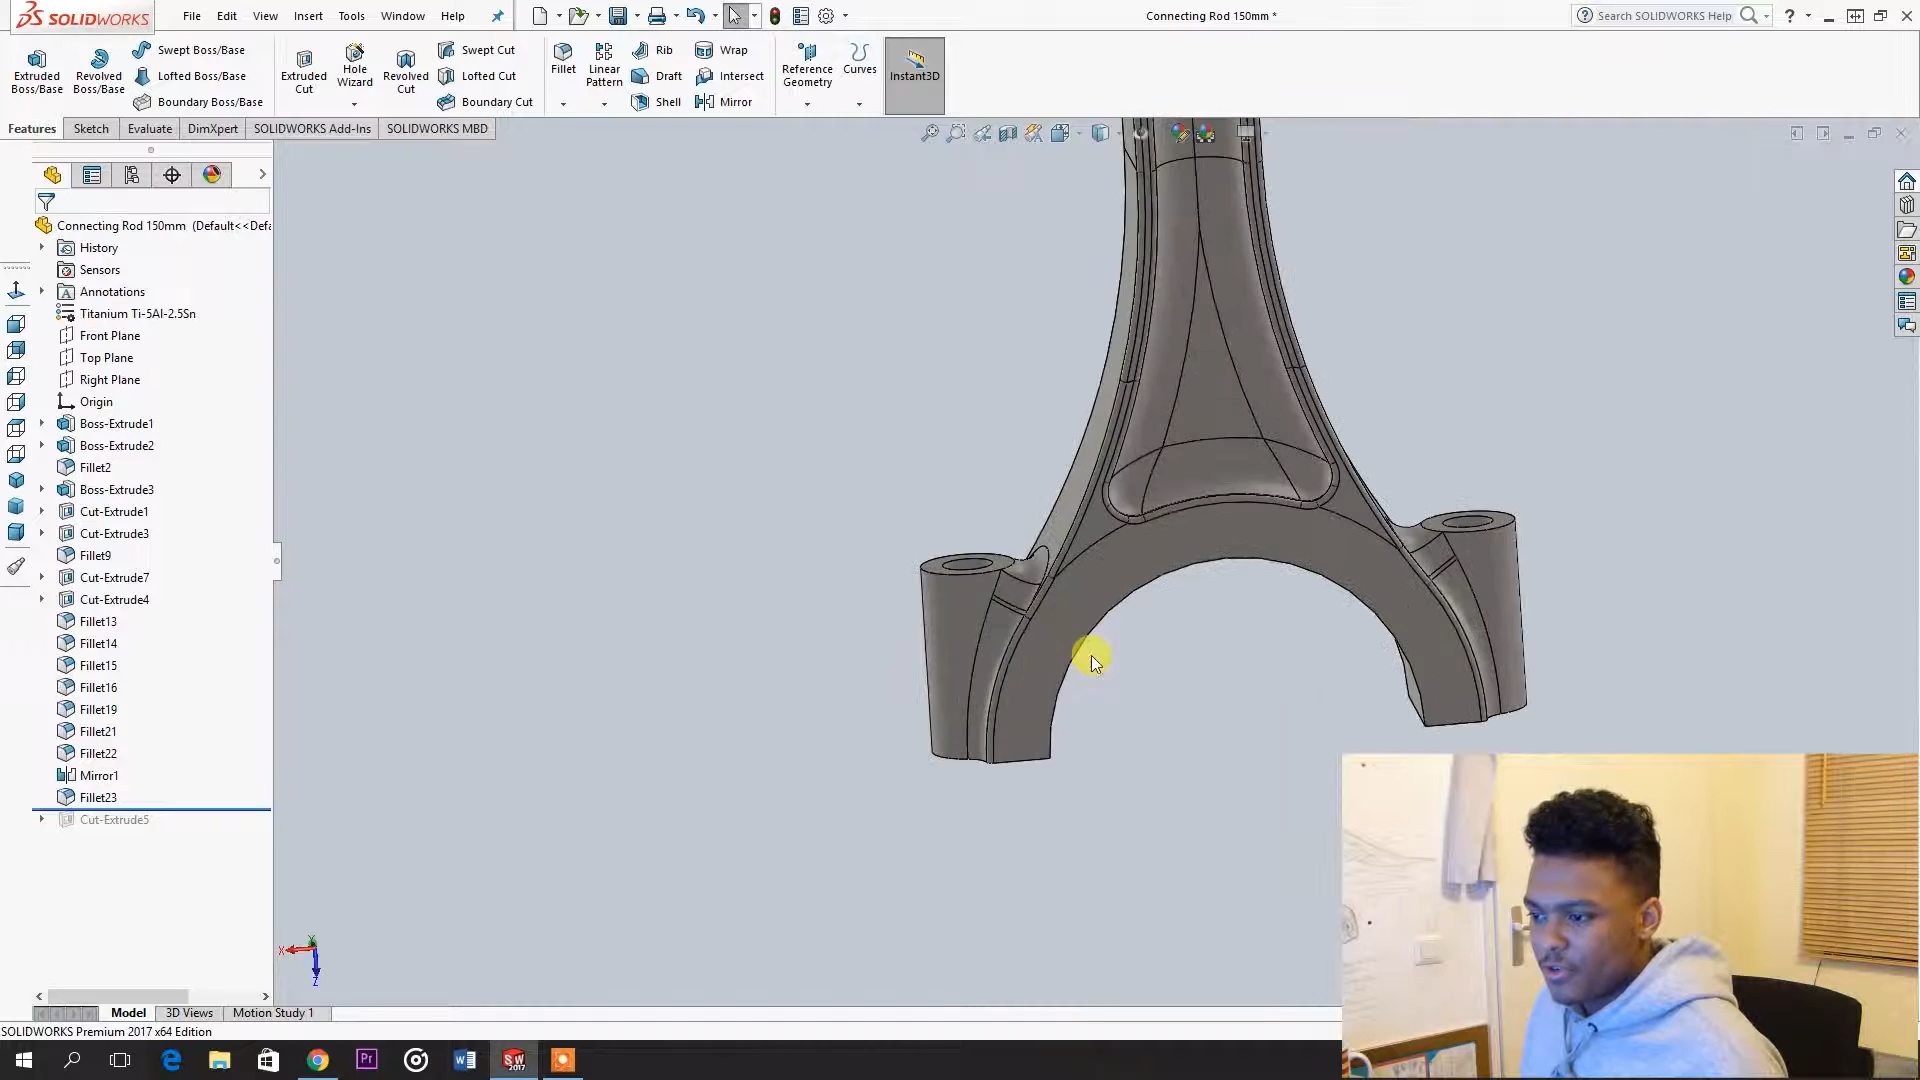 SOLIDWORKS File Edit View Insert Tools Window Help Connecting Rod 150mm * Search SOLIDWORKS Help ?
Extruded Boss/Base
Revolved Boss/Base
Swept Boss/Base
Lofted Boss/Base
Boundary Boss/Base
Extruded Cut
Hole Wizard
Revolved Cut
Swept Cut
Lofted Cut
Boundary Cut
Fillet
Linear Pattern
Rib
Draft
Shell
Wrap
Intersect
Mirror
Reference Geometry
Curves
Instant3D
Features Sketch Evaluate DimXpert SOLIDWORKS Add-Ins SOLIDWORKS MBD
Connecting Rod 150mm (Default<<Defa
History
Sensors
Annotations
Titanium Ti-5Al-2.5Sn
Front Plane
Top Plane
Right Plane
Origin
Boss-Extrude1
Boss-Extrude2
Fillet2
Boss-Extrude3
Cut-Extrude1
Cut-Extrude3
Fillet9
Cut-Extrude7
Cut-Extrude4
Fillet13
Fillet14
Fillet15
Fillet16
Fillet19
Fillet21
Fillet22
Mirror1
Fillet23
Cut-Extrude5
Y
X
Z
Model 3D Views Motion Study 1
SOLIDWORKS Premium 2017 x64 Edition
Pr
SW
2017